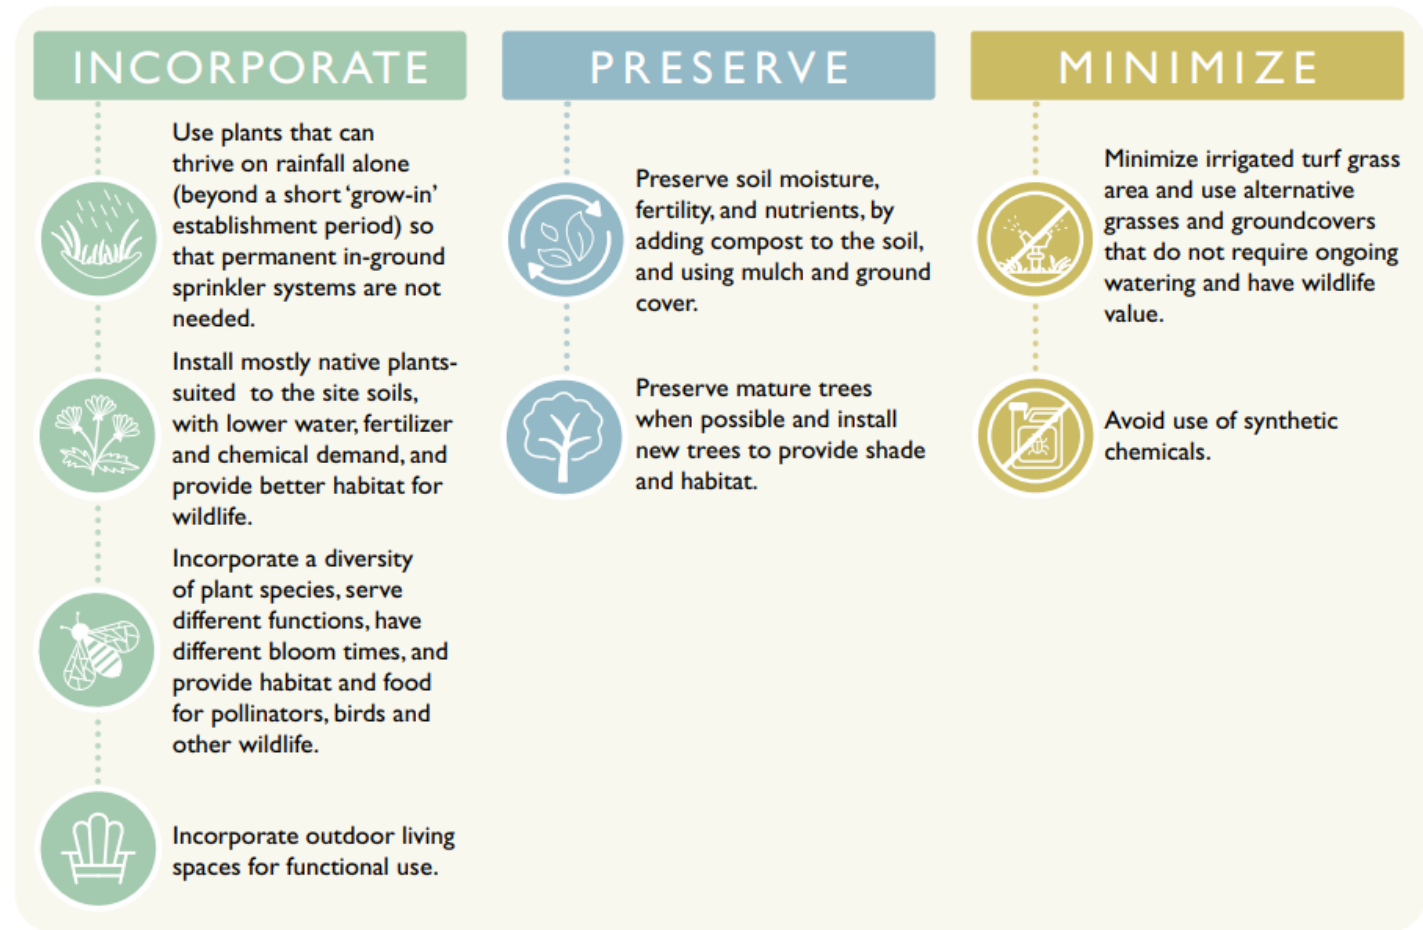 INCORPORATE
Use plants that can
thrive on rainfall alone
(beyond a short ‘grow-in’
establishment period) so
that permanent in-ground
sprinkler systems are not
needed.
Install mostly native plants-
suited  to the site soils,
with lower water, fertilizer
and chemical demand, and
provide better habitat for
wildlife.
Incorporate a diversity
of plant species, serve
different functions, have
different bloom times, and
provide habitat and food
for pollinators, birds and
other wildlife.
Incorporate outdoor living
spaces for functional use.
PRESERVE
Preserve soil moisture,
fertility, and nutrients, by
adding compost to the soil,
and using mulch and ground
cover.
Preserve mature trees
when possible and install
new trees to provide shade
and habitat.
MINIMIZE
Minimize irrigated turf grass
area and use alternative
grasses and groundcovers
that do not require ongoing
watering and have wildlife
value.
Avoid use of synthetic
chemicals.